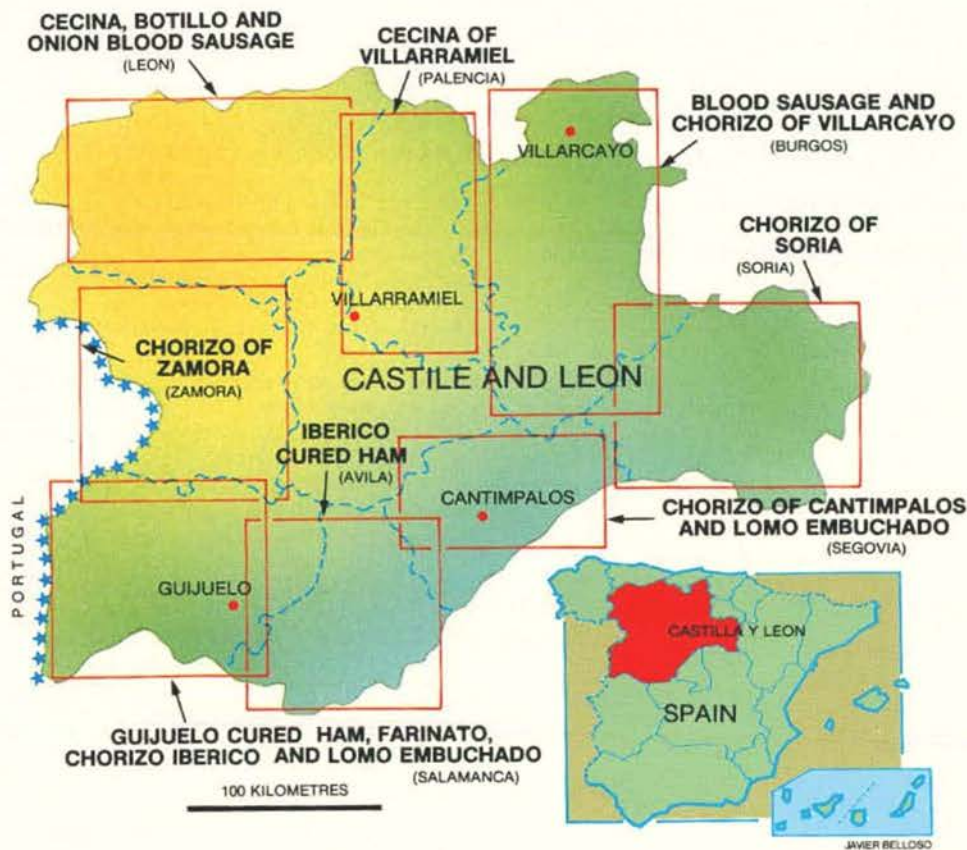 CECINA, BOTILLO AND
ONION BLOOD SAUSAGE
(LEON)
CECINA OF
VILLARRAMIEL
(PALENCIA)
BLOOD SAUSAGE AND
CHORIZO OF VILLARCAYO
(BURGOS)
VILLARCAYO
CHORIZO OF
SORIA
(SORIA)
VILLARRAMIEL
CHORIZO OF
ZAMORA
(ZAMORA)
CASTILE AND LEON
IBERICO
CURED HAM
(AVILA)
CANTIMPALOS
CHORIZO OF CANTIMPALOS
AND LOMO EMBUCHADO
(SEGOVIA)
PORTUGAL
GUIJUELO
GUIJUELO CURED HAM, FARINATO,
CHORIZO IBERICO AND LOMO EMBUCHADO
(SALAMANCA)
100 KILOMETRES
CASTILLA Y LEON
SPAIN
JAVIER BELLOSO